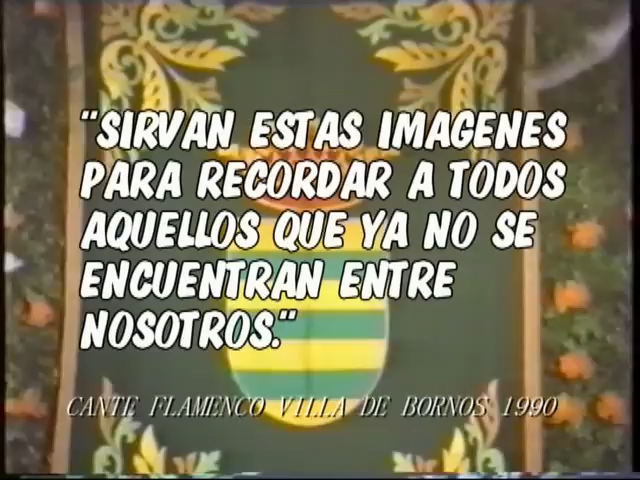 "SIRVAN ESTAS IMAGENES
PARA RECORDAR A TODOS
AQUELLOS QUE YA NO SE
ENCUENTRAN ENTRE
NOSOTROS."
CANTE FLAMENCO VILLA DE BORNOS 1990